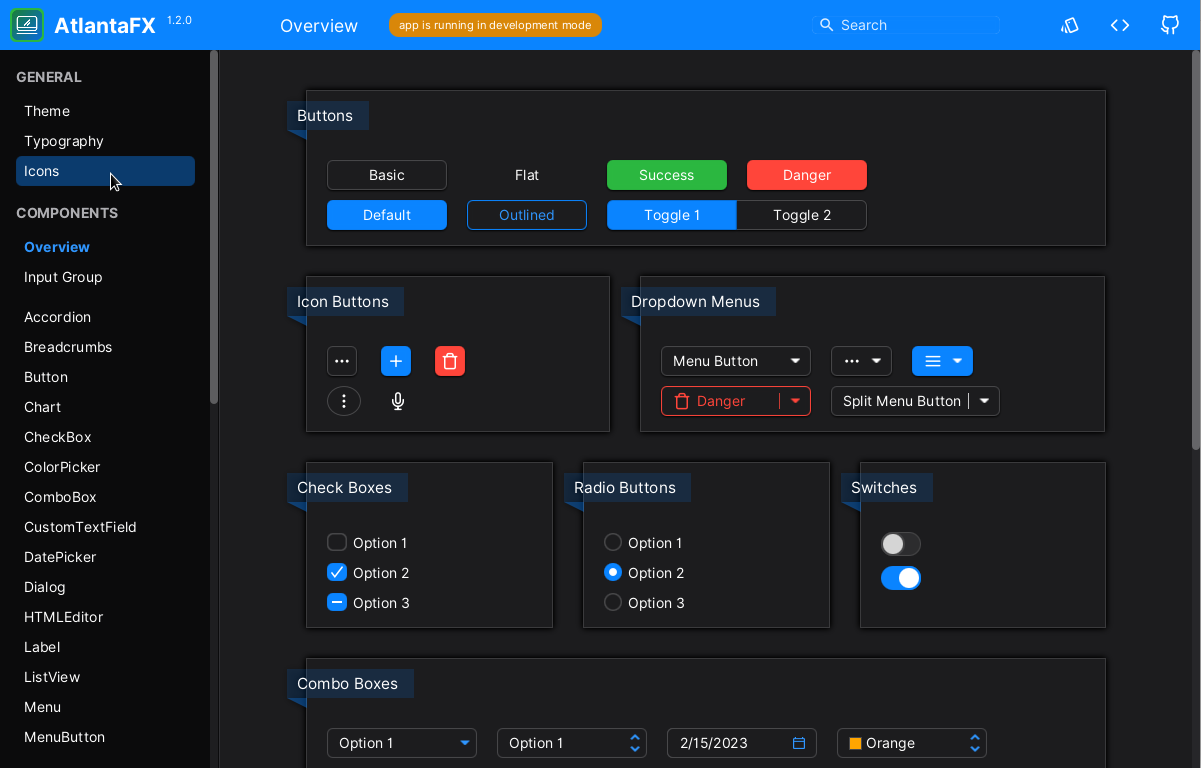 AtlantaFX 1.2.0
Overview
app is running in development mode
Search
GENERAL
Theme
Typography
Icons
COMPONENTS
Overview
Input Group
Accordion
Breadcrumbs
Button
Chart
CheckBox
ColorPicker
ComboBox
CustomTextField
DatePicker
Dialog
HTMLEditor
Label
ListView
Menu
MenuButton
Buttons
Basic
Flat
Success
Danger
Default
Outlined
Toggle 1
Toggle 2
Icon Buttons
Dropdown Menus
Menu Button
Danger
Split Menu Button
Check Boxes
Option 1
Option 2
Option 3
Radio Buttons
Option 1
Option 2
Option 3
Switches
Combo Boxes
Option 1
Option 1
2/15/2023
Orange